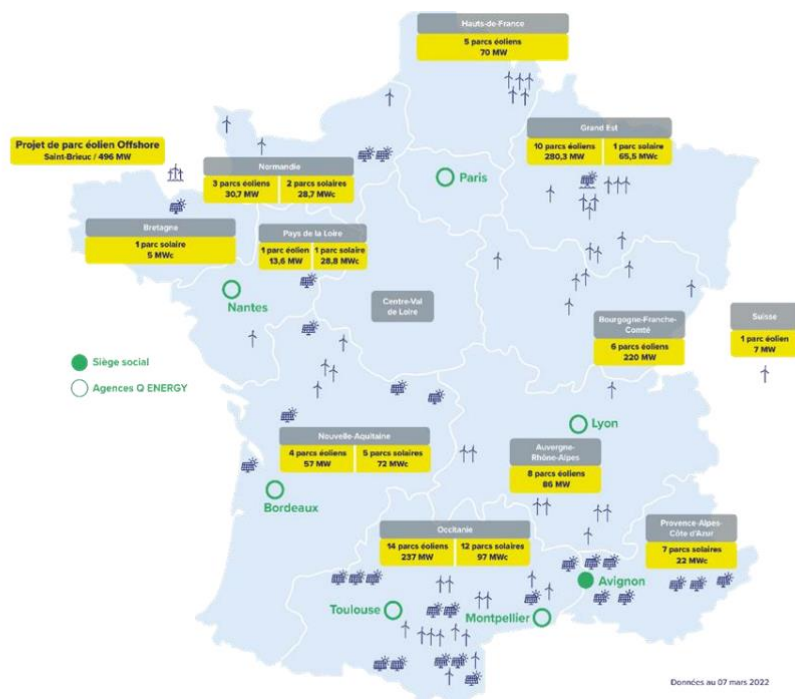 Hauts-de-France
5 parcs éoliens
70 MW
Grand Est
10 parcs éoliens
280,3 MW
1 parc solaire
65,5 MWc
Projet de parc éolien Offshore
Saint-Brieuc / 496 MW
Normandie
3 parcs éoliens
30,7 MW
2 parcs solaires
28,7 MWc
Paris
Bretagne
1 parc solaire
5 MWc
Pays de la Loire
1 parc éolien
13,6 MW
1 parc solaire
28,8 MWc
Nantes
Centre-Val
de Loire
Bourgogne-Franche-
Comté
6 parcs éoliens
220 MW
Suisse
1 parc éolien
7 MW
Siège social
Agences Q ENERGY
Lyon
Nouvelle-Aquitaine
4 parcs éoliens
57 MW
5 parcs solaires
72 MWc
Auvergne-
Rhône-Alpes
8 parcs éoliens
86 MW
Bordeaux
Occitanie
14 parcs éoliens
237 MW
12 parcs solaires
97 MWc
Provence-Alpes-
Côte d'Azur
7 parcs solaires
22 MWc
Avignon
Toulouse
Montpellier
Données au 07 mars 2022